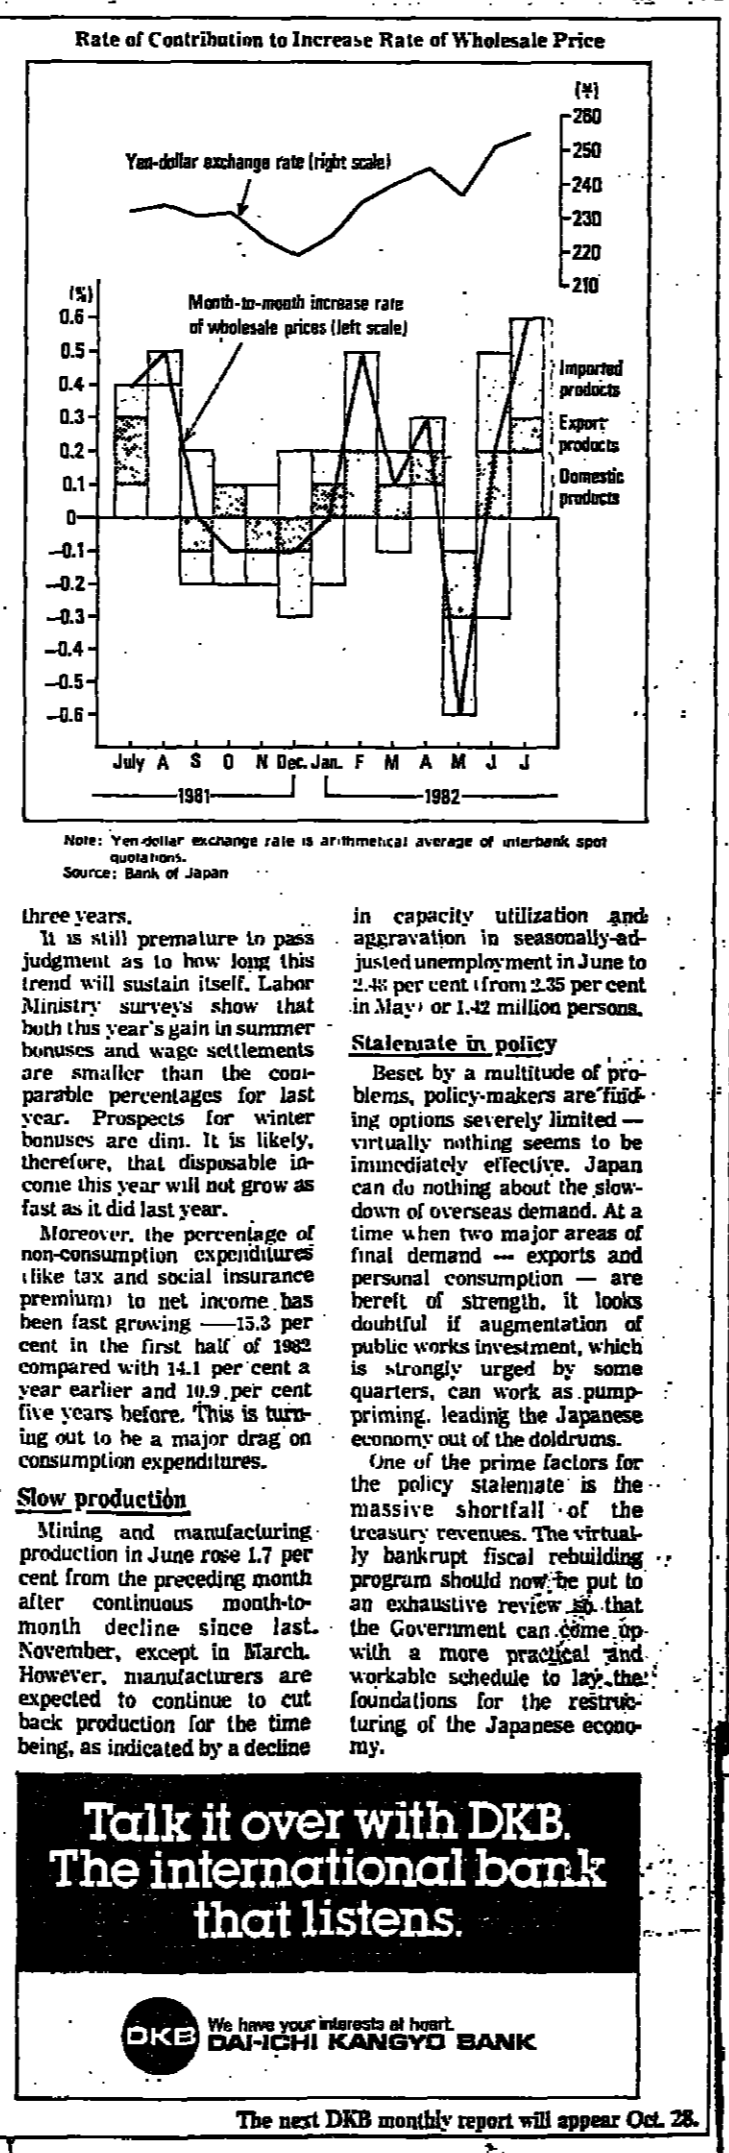 Rate of Contribution to Increase Rate of Wholesale Price
(¥)
260
250
240
230
220
210
Yen-dollar exchange rate (right scale)
(%)
Month-to-month increase rate
of wholesale prices (left scale)
0.6
0.5
0.4
0.3
0.2
0.1
0
-0.1
-0.2
-0.3
-0.4
-0.5
-0.6
Imported
products
Export
products
Domestic
products
July A S O N Dec. Jan. F M A M J J
1981 1982
Note: Yen-dollar exchange rate is arithmetical average of interbank spot
quotations.
Source: Bank of Japan
three years.
It is still premature to pass
judgment as to how long this
trend will sustain itself. Labor
Ministry surveys show that
both this year's gain in summer
bonuses and wage settlements
are smaller than the com-
parable percentages for last
year. Prospects for winter
bonuses are dim. It is likely,
therefore, that disposable in-
come this year will not grow as
fast as it did last year.
Moreover, the percentage of
non-consumption expenditures
(like tax and social insurance
premium) to net income has
been fast growing — 15.3 per
cent in the first half of 1982
compared with 14.1 per cent a
year earlier and 10.9 per cent
five years before. This is turn-
ing out to be a major drag on
consumption expenditures.
Slow production
Mining and manufacturing
production in June rose 1.7 per
cent from the preceding month
after continuous month-to-
month decline since last
November, except in March.
However, manufacturers are
expected to continue to cut
back production for the time
being, as indicated by a decline
in capacity utilization and
aggravation in seasonally-ad-
justed unemployment in June to
2.48 per cent (from 2.35 per cent
in May) or 1.42 million persons.
Stalemate in policy
Beset by a multitude of pro-
blems, policy-makers are find-
ing options severely limited —
virtually nothing seems to be
immediately effective. Japan
can do nothing about the slow-
down of overseas demand. At a
time when two major areas of
final demand — exports and
personal consumption — are
bereft of strength, it looks
doubtful if augmentation of
public works investment, which
is strongly urged by some
quarters, can work as pump-
priming, leading the Japanese
economy out of the doldrums.
One of the prime factors for
the policy stalemate is the
massive shortfall of the
treasury revenues. The virtual-
ly bankrupt fiscal rebuilding
program should now be put to
an exhaustive review so that
the Government can come up
with a more practical and
workable schedule to lay the
foundations for the restruc-
turing of the Japanese econo-
my.
Talk it over with DKB.
The international bank
that listens.
DKB
We have your interests at heart.
DAI-ICHI KANGYO BANK
The next DKB monthly report will appear Oct. 28.